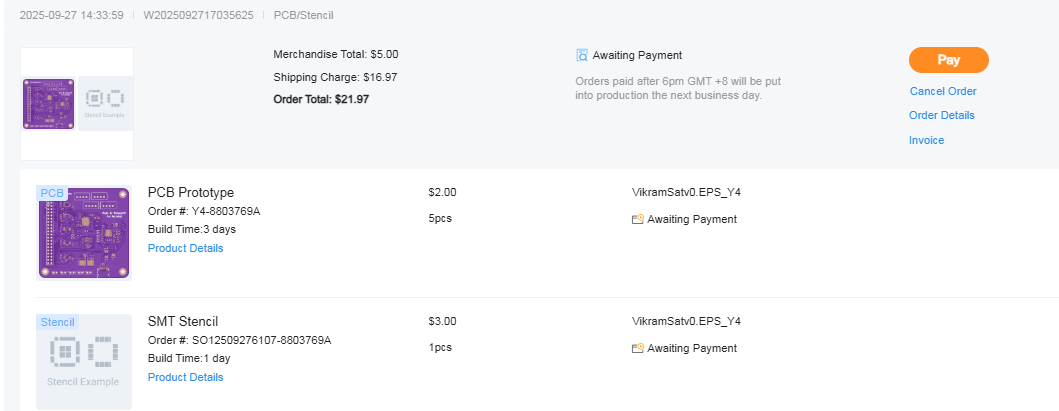 2025-09-27 14:33:59 | W2025092717035625 | PCB/Stencil
Merchandise Total: $5.00
Shipping Charge: $16.97
Order Total: $21.97
Awaiting Payment
Orders paid after 6pm GMT +8 will be put
into production the next business day.
Pay
Cancel Order
Order Details
Invoice
Stencil Example
PCB
PCB Prototype
Order #: Y4-8803769A
Build Time:3 days
Product Details
$2.00
5pcs
VikramSatv0.EPS_Y4
Awaiting Payment
Stencil
Stencil Example
SMT Stencil
Order #: SO12509276107-8803769A
Build Time:1 day
Product Details
$3.00
1pcs
VikramSatv0.EPS_Y4
Awaiting Payment